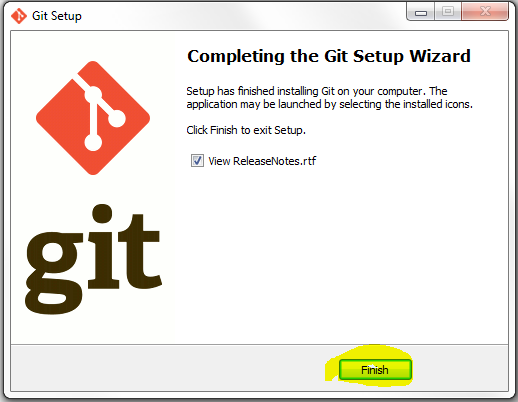 Git Setup
Completing the Git Setup Wizard
Setup has finished installing Git on your computer. The
application may be launched by selecting the installed icons.
Click Finish to exit Setup.
View ReleaseNotes.rtf
git
Finish